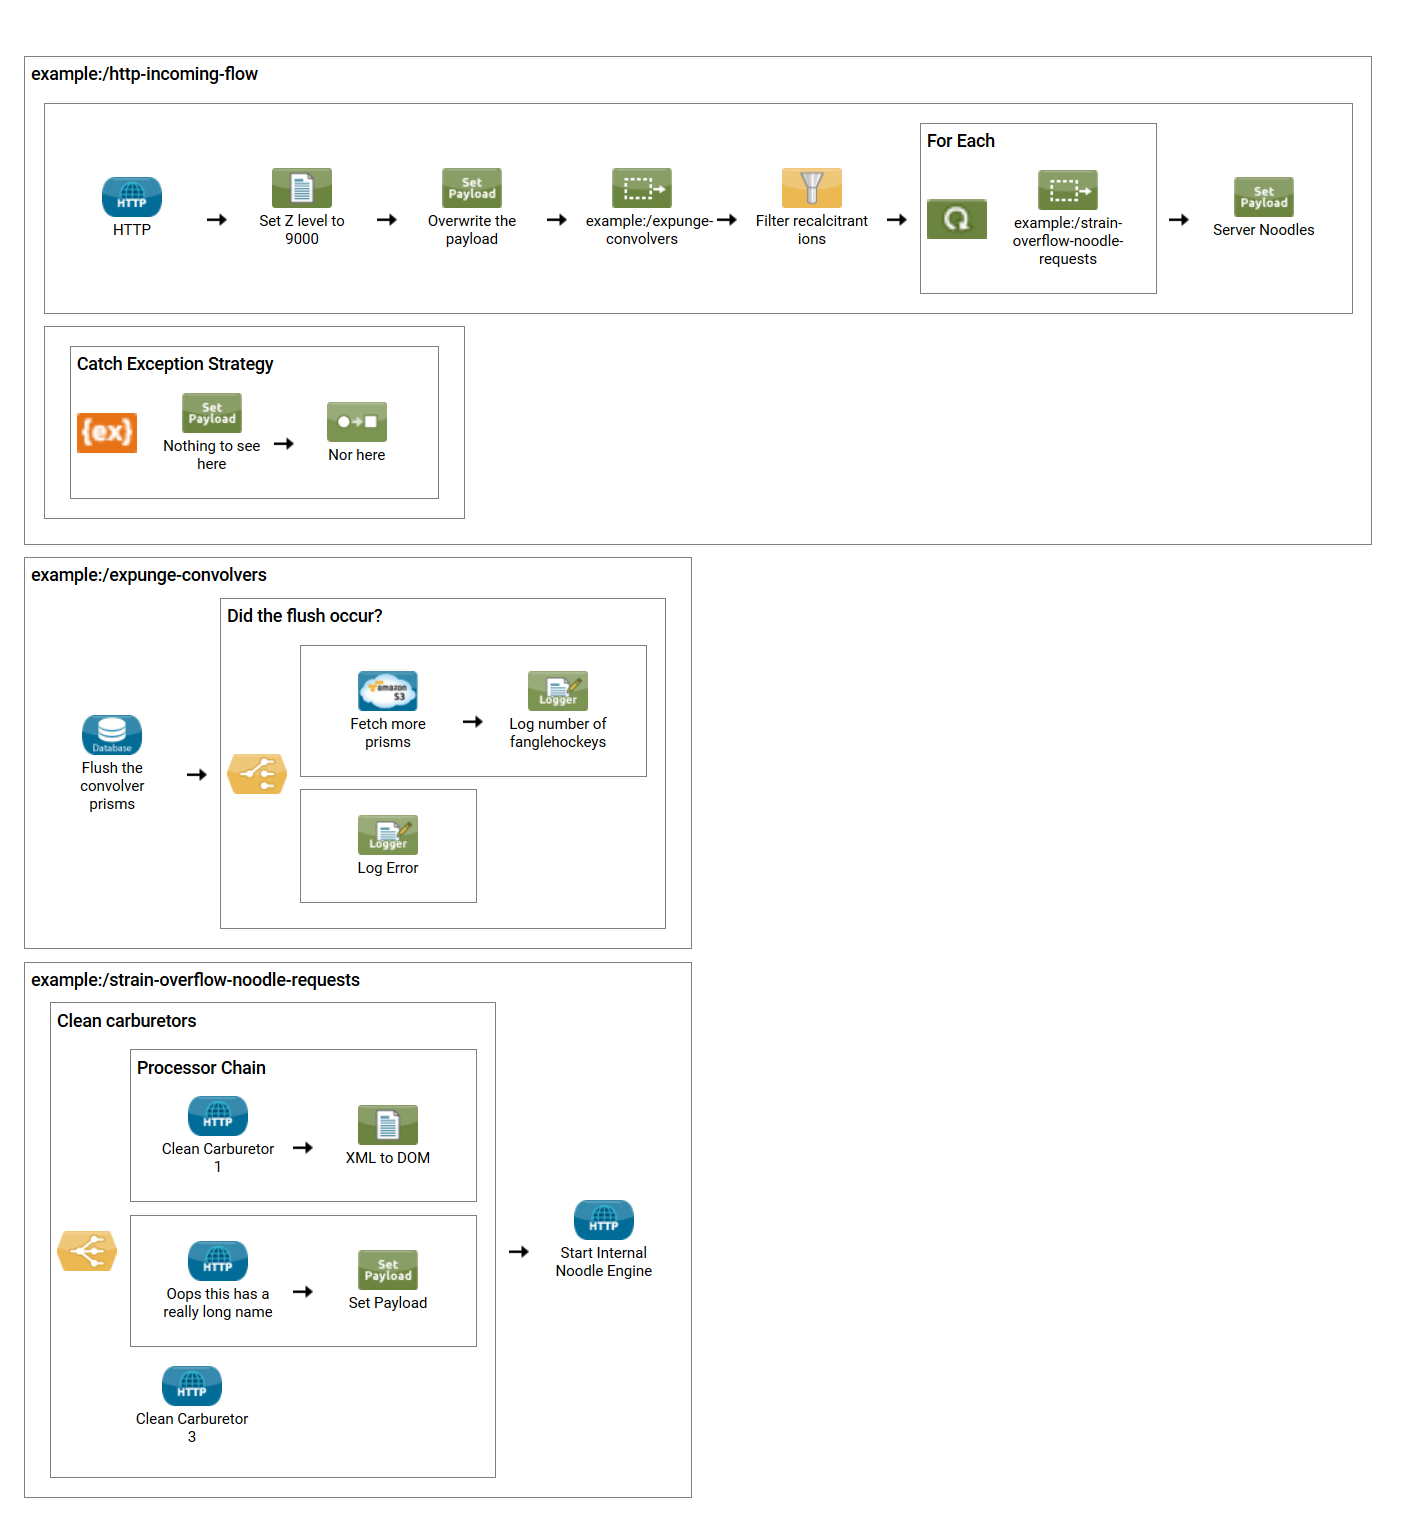 example:/http-incoming-flow
For Each
HTTP
HTTP
Set Z level to
9000
Set
Payload
Overwrite the
payload
example:/expunge-
convolvers
Filter recalcitrant
ions
example:/strain-
overflow-noodle-
requests
Set
Payload
Server Noodles
Catch Exception Strategy
{ex}
Set
Payload
Nothing to see
here
Nor here
example:/expunge-convolvers
Did the flush occur?
Database
Flush the
convolver
prisms
amazon
S3
Fetch more
prisms
Logger
Log number of
fanglehockeys
Logger
Log Error
example:/strain-overflow-noodle-requests
Clean carburetors
Processor Chain
HTTP
Clean Carburetor
1
XML to DOM
HTTP
Oops this has a
really long name
Set
Payload
Set Payload
HTTP
Clean Carburetor
3
HTTP
Start Internal
Noodle Engine